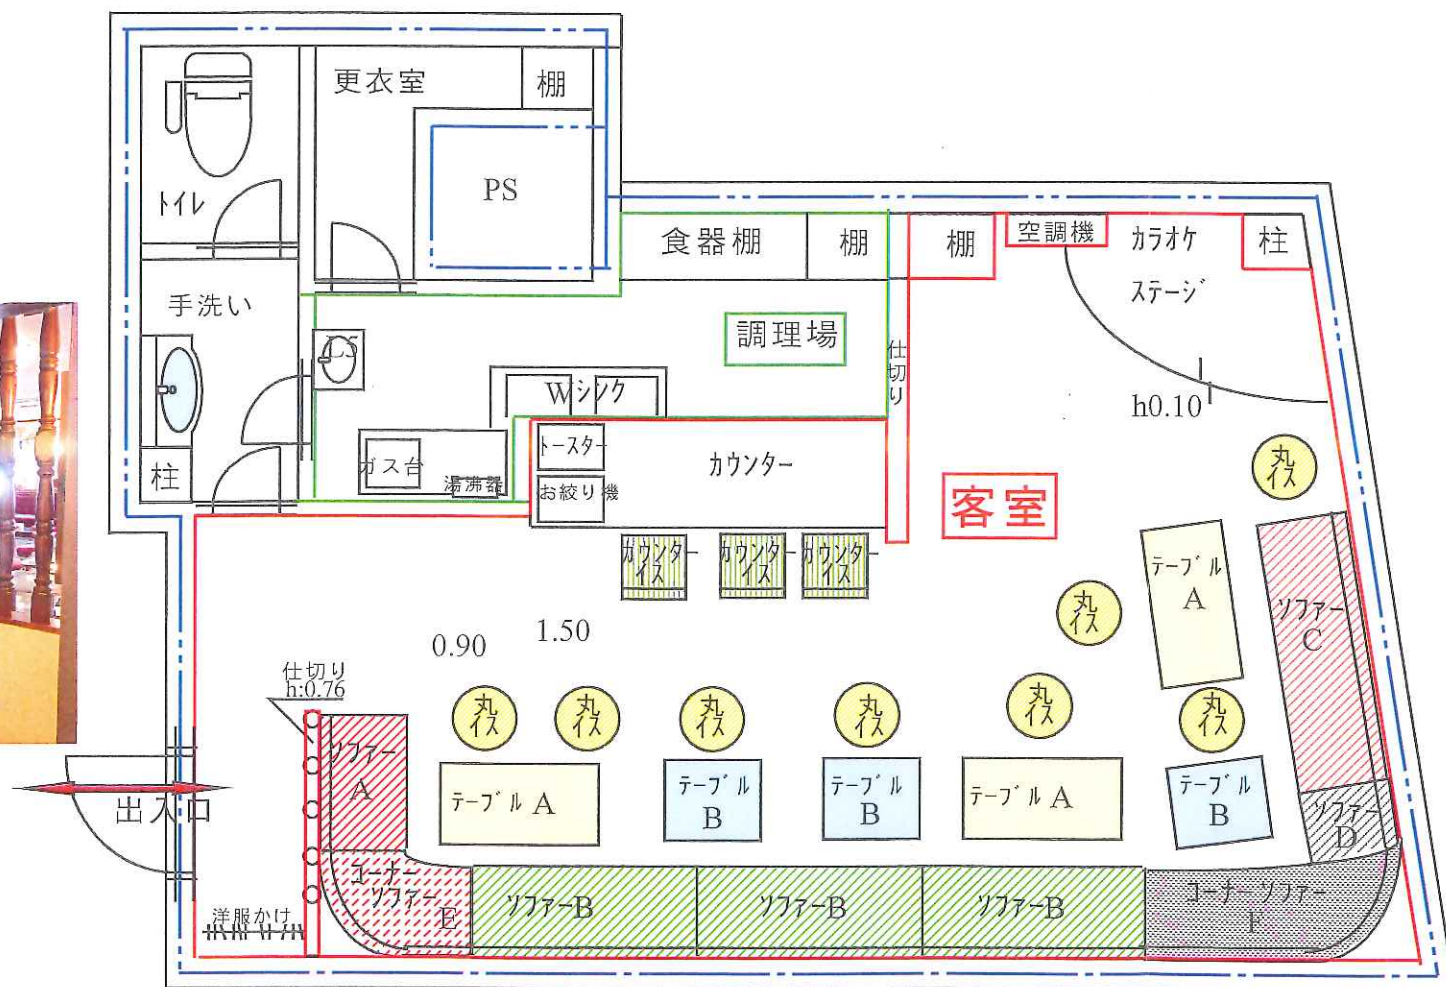 更衣室
棚
PS
トイレ
手洗い
柱
LS
食器棚
棚
棚
空調機
カラオケ
ステージ
柱
調理場
仕切り
h0.10
Wシンク
ガス台
湯沸器
トースター
お絞り機
カウンター
客室
丸
イス
カウンター
イス
カウンター
イス
カウンター
イス
テーブル
A
ソファー
C
丸
イス
0.90
1.50
仕切り
h:0.76
丸
イス
丸
イス
丸
イス
丸
イス
丸
イス
丸
イス
ソファー
A
テーブル A
テーブル
B
テーブル
B
テーブル A
テーブル
B
ソファー
D
出入口
コーナー
ソファー
E
ソファーB
ソファーB
ソファーB
コーナーソファー
F
洋服かけ